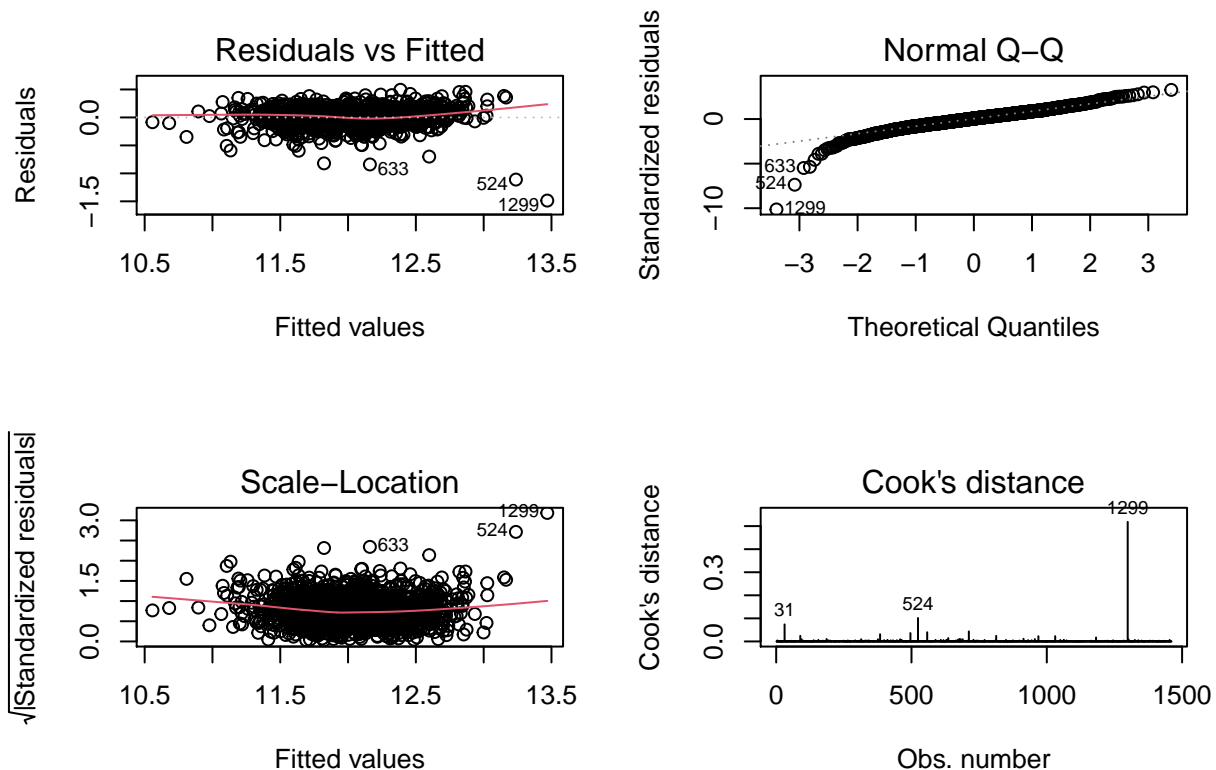 Residuals vs Fitted
Residuals
0.0
−1.5
633
524
1299
10.5 11.5 12.5 13.5
Fitted values
Normal Q−Q
Standardized residuals
0
−10
633
524
1299
−3 −2 −1 0 1 2 3
Theoretical Quantiles
Scale−Location
√|Standardized residuals|
3.0
1.5
0.0
1299
524
633
10.5 11.5 12.5 13.5
Fitted values
Cook's distance
Cook's distance
0.3
0.0
1299
524
31
0 500 1000 1500
Obs. number